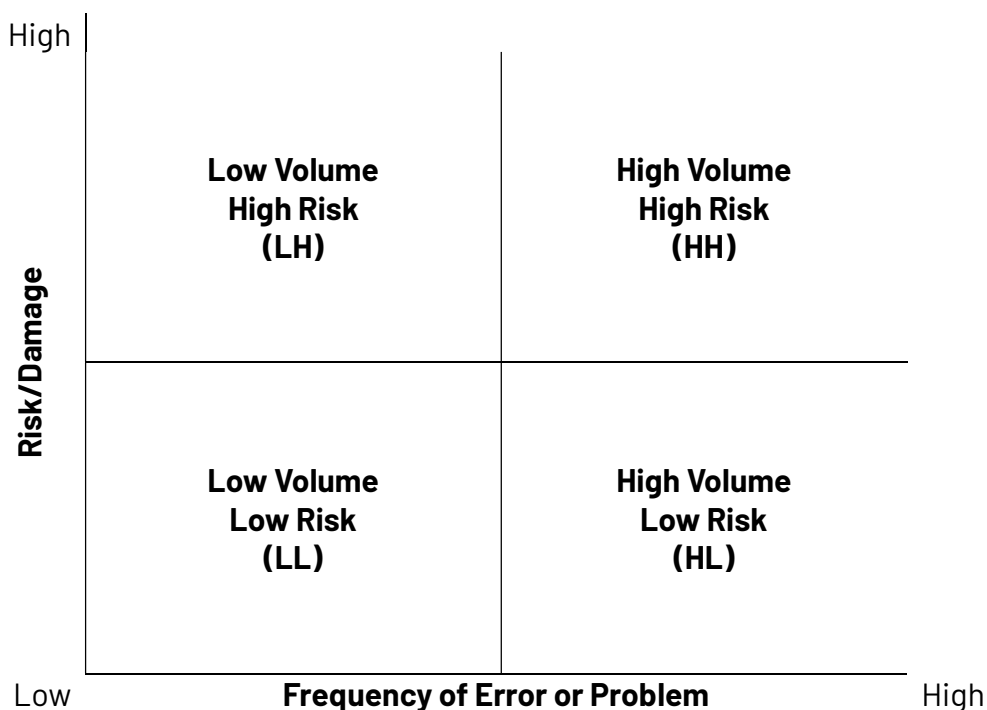 High
Low Volume
High Risk
(LH)
High Volume
High Risk
(HH)
Risk/Damage
Low Volume
Low Risk
(LL)
High Volume
Low Risk
(HL)
Low
Frequency of Error or Problem
High